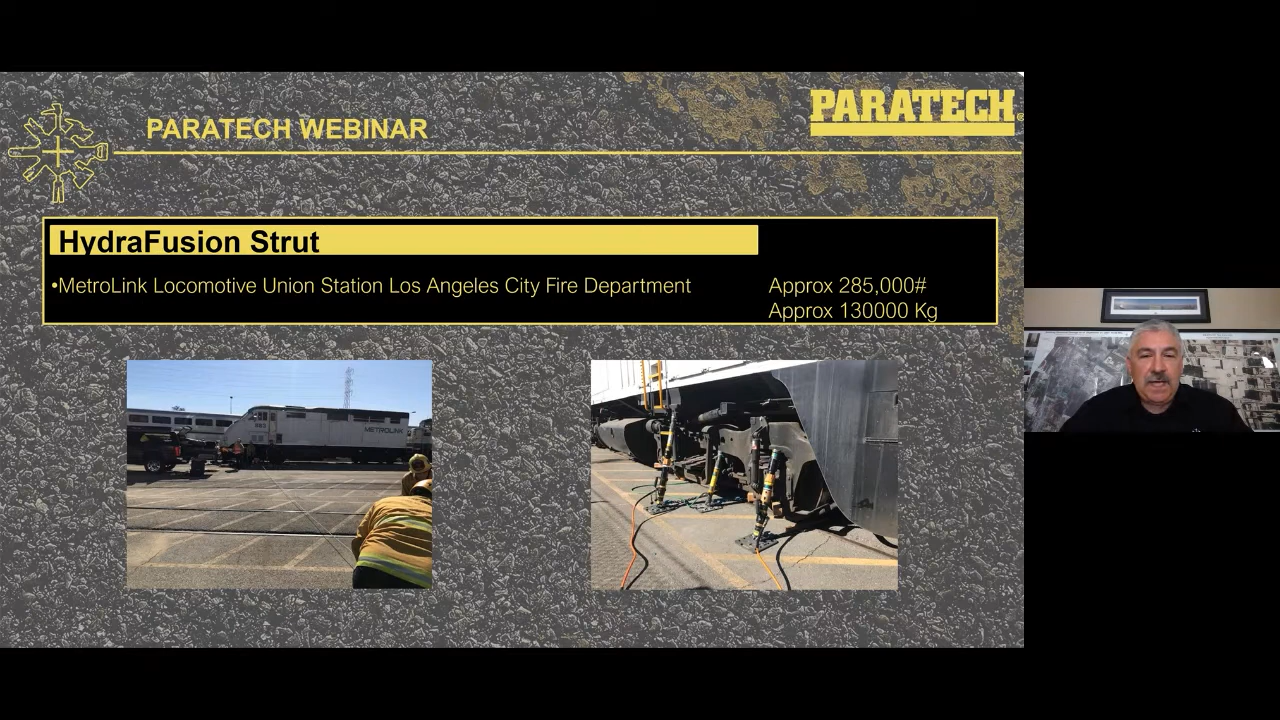 PARATECH WEBINAR
PARATECH
HydraFusion Strut
•MetroLink Locomotive Union Station Los Angeles City Fire Department
Approx 285,000#
Approx 130000 Kg
METROLINK